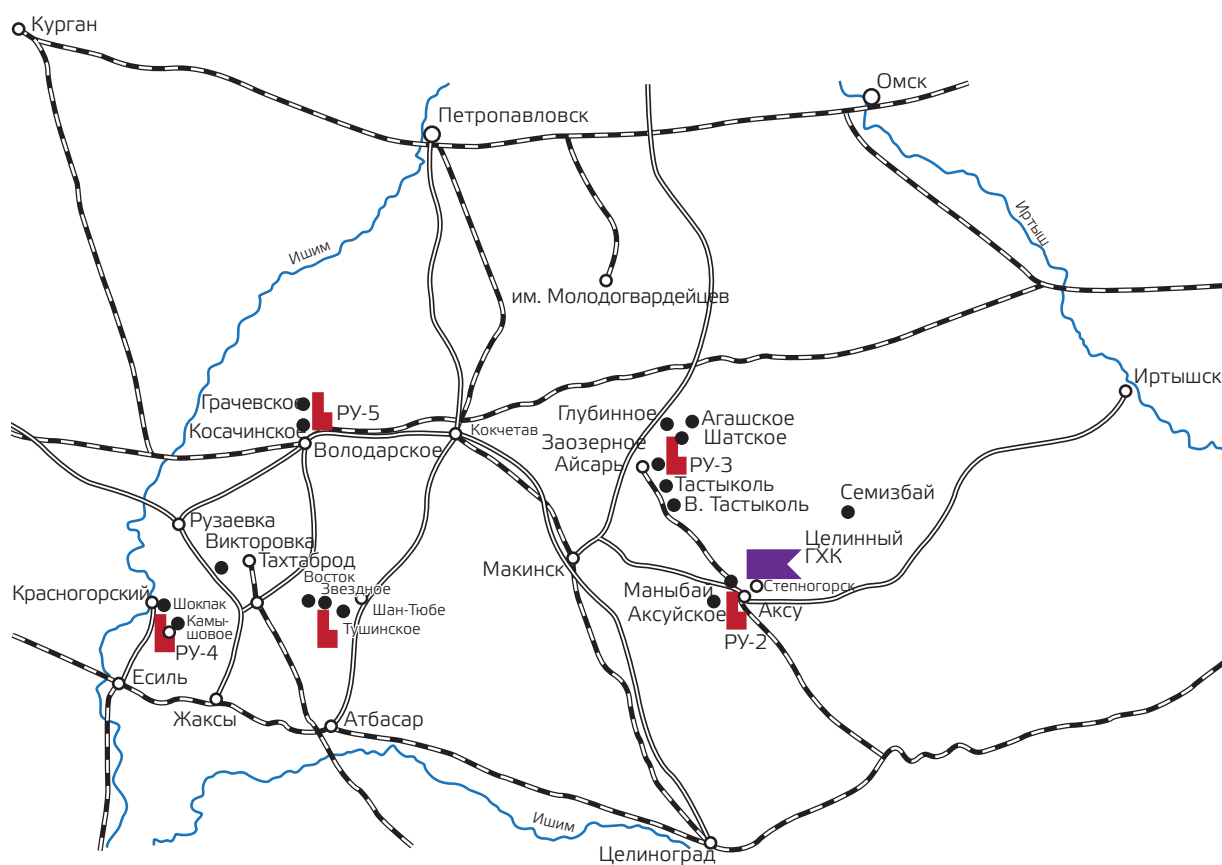 Курган
Омск
Петропавловск
Ишим
Иртыш
им. Молодогвардейцев
Иртышск
Грачевское
РУ-5
Косачинское
Володарское
Кокчетав
Глубинное
Агашское
Шатское
Заозерное
Айсарь
РУ-3
Тастыколь
В. Тастыколь
Семизбай
Целинный
ГХК
Рузаевка
Викторовка
Тахтаброд
Макинск
Степногорск
Маныбай
Аксу
Аксуйское
РУ-2
Красногорский
Шокпак
Камы-
шовое
РУ-4
Восток
Звездное
Шан-Тюбе
Тушинское
Есиль
Жаксы
Атбасар
Ишим
Целиноград